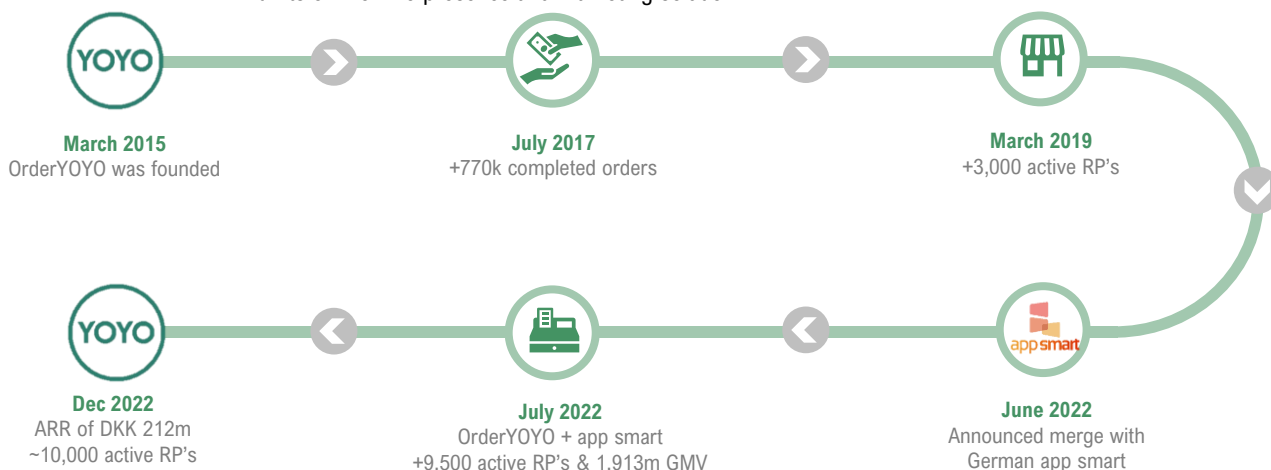 YOYO
March 2015
OrderYOYO was founded
July 2017
+770k completed orders
March 2019
+3,000 active RP's
app smart
June 2022
Announced merge with
German app smart
July 2022
OrderYOYO + app smart
+9,500 active RP's & 1,913m GMV
YOYO
Dec 2022
ARR of DKK 212m
~10,000 active RP's